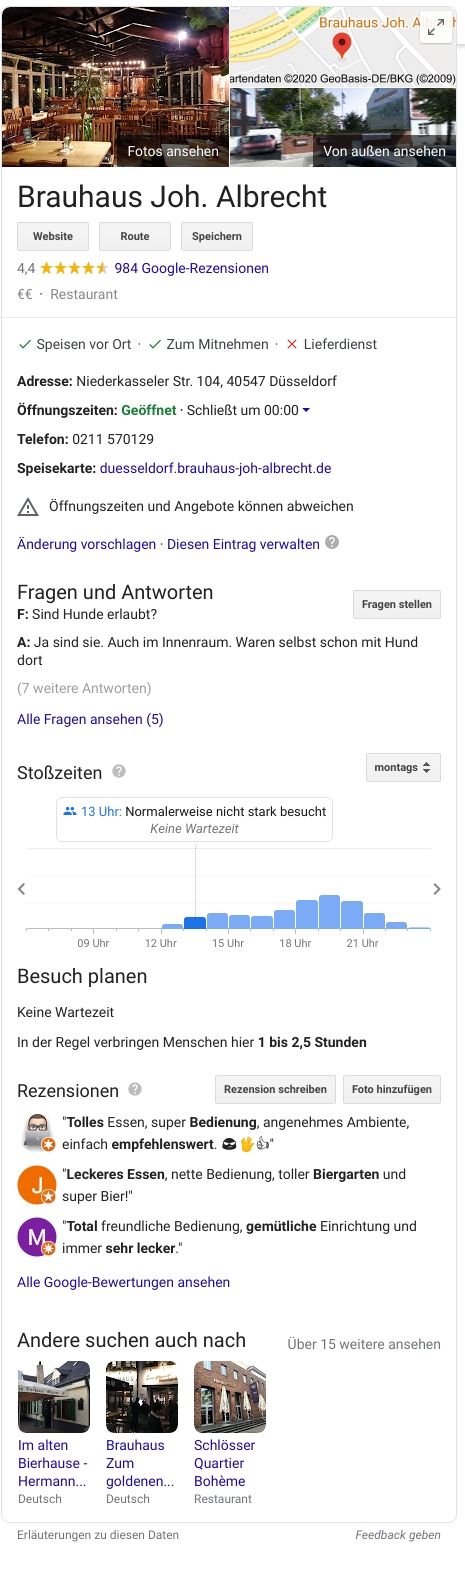 Brauhaus Joh. Albrecht
artendaten ©2020 GeoBasis-DE/BKG (©2009)
Fotos ansehen
Von außen ansehen
Brauhaus Joh. Albrecht
Website
Route
Speichern
4,4 984 Google-Rezensionen
€€ · Restaurant
Speisen vor Ort · Zum Mitnehmen · Lieferdienst
Adresse: Niederkasseler Str. 104, 40547 Düsseldorf
Öffnungszeiten: Geöffnet · Schließt um 00:00
Telefon: 0211 570129
Speisekarte: duesseldorf.brauhaus-joh-albrecht.de
Öffnungszeiten und Angebote können abweichen
Änderung vorschlagen · Diesen Eintrag verwalten ?
Fragen und Antworten
Fragen stellen
F: Sind Hunde erlaubt?
A: Ja sind sie. Auch im Innenraum. Waren selbst schon mit Hund
dort
(7 weitere Antworten)
Alle Fragen ansehen (5)
Stoßzeiten ?
montags
13 Uhr: Normalerweise nicht stark besucht
Keine Wartezeit
09 Uhr 12 Uhr 15 Uhr 18 Uhr 21 Uhr
Besuch planen
Keine Wartezeit
In der Regel verbringen Menschen hier 1 bis 2,5 Stunden
Rezensionen ?
Rezension schreiben
Foto hinzufügen
"Tolles Essen, super Bedienung, angenehmes Ambiente,
einfach empfehlenswert. 😎🖖👍"
J
"Leckeres Essen, nette Bedienung, toller Biergarten und
super Bier!"
M
"Total freundliche Bedienung, gemütliche Einrichtung und
immer sehr lecker."
Alle Google-Bewertungen ansehen
Andere suchen auch nach
Über 15 weitere ansehen
Im alten
Bierhause -
Hermann...
Deutsch
Brauhaus
Zum
goldenen...
Deutsch
Schlösser
Quartier
Bohème
Restaurant
Erläuterungen zu diesen Daten
Feedback geben